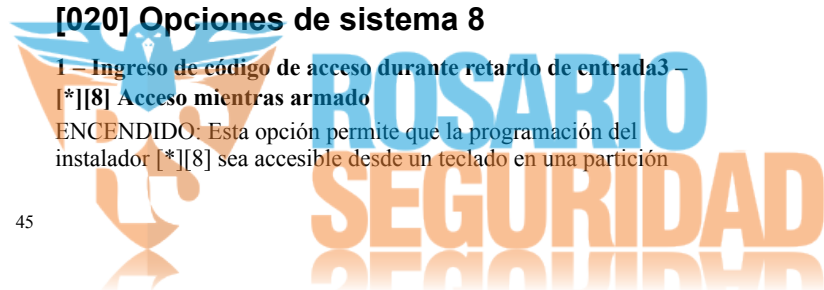 [020] Opciones de sistema 8
1 – Ingreso de código de acceso durante retardo de entrada3 –
[*][8] Acceso mientras armado
ENCENDIDO: Esta opción permite que la programación del
instalador [*][8] sea accesible desde un teclado en una partición
45
ROSARIO
SEGURIDAD